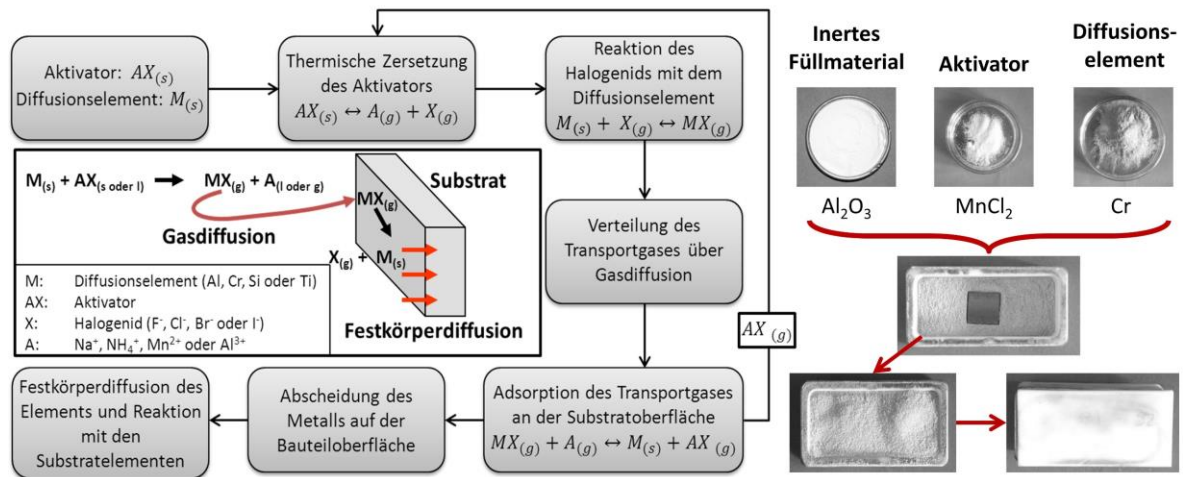 Aktivator: AX(s)
Diffusionselement: M(s)
Thermische Zersetzung
des Aktivators
AX(s) ↔ A(g) + X(g)
Reaktion des
Halogenids mit dem
Diffusionselement
M(s) + X(g) ↔ MX(g)
M(s) + AX(s oder l) → MX(g) + A(l oder g)
Gasdiffusion
Substrat
MX(g)
X(g) + M(s)
Festkörperdiffusion
M: Diffusionselement (Al, Cr, Si oder Ti)
AX: Aktivator
X: Halogenid (F⁻, Cl⁻, Br⁻ oder I⁻)
A: Na⁺, NH₄⁺, Mn²⁺ oder Al³⁺
Verteilung des
Transportgases über
Gasdiffusion
AX (g)
Adsorption des Transportgases
an der Substratoberfläche
MX(g) + A(g) ↔ M(s) + AX (g)
Abscheidung des
Metalls auf der
Bauteiloberfläche
Festkörperdiffusion des
Elements und Reaktion
mit den
Substratelementen
Inertes
Füllmaterial
Aktivator
Diffusions-
element
Al₂O₃
MnCl₂
Cr